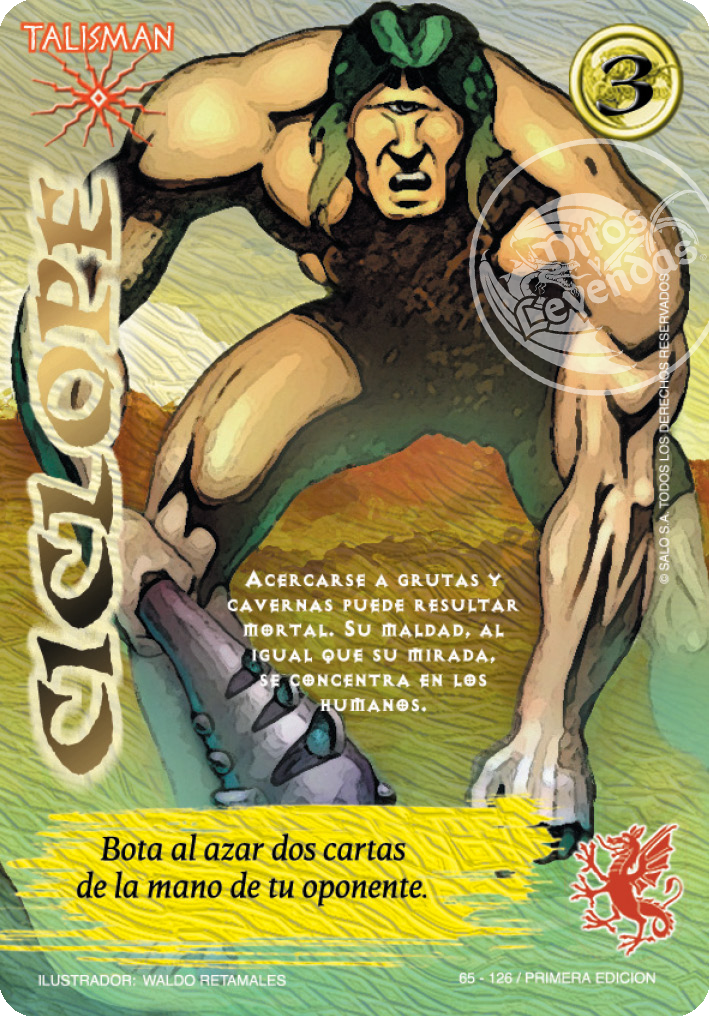 TALISMAN
3
CICLOPE
Mitos
Leyendas
© SALO S.A. TODOS LOS DERECHOS RESERVADOS
ACERCARSE A GRUTAS Y
CAVERNAS PUEDE RESULTAR
MORTAL. SU MALDAD, AL
IGUAL QUE SU MIRADA,
SE CONCENTRA EN LOS
HUMANOS.
Bota al azar dos cartas
de la mano de tu oponente.
ILUSTRADOR: WALDO RETAMALES
65 - 126 / PRIMERA EDICION